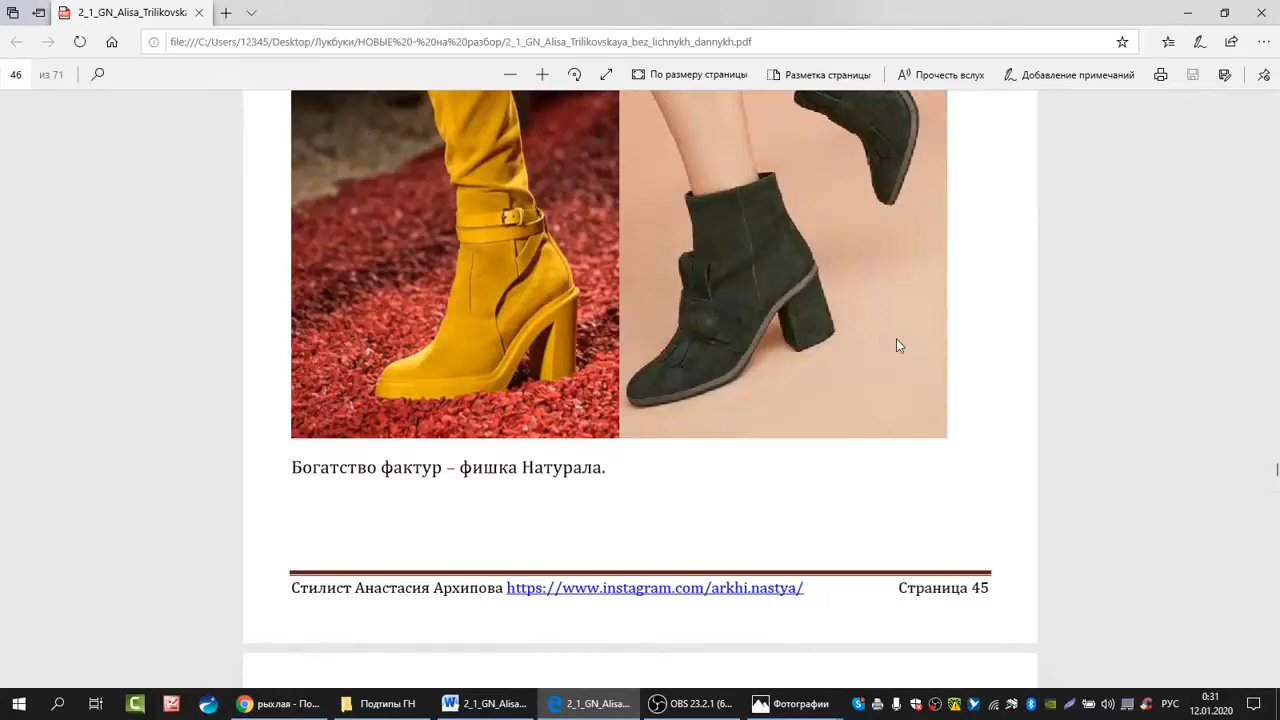 2_1_GN_Alisa_Trilikovska
file:///C:/Users/12345/Desktop/Лукбуки/НОВЫЕ%20-%20на%20разбор/2_1_GN_Alisa_Trilikovskaya_bez_lichnykh_dannykh.pdf
46 из 71
По размеру страницы
Разметка страницы
Прочесть вслух
Добавление примечаний
Богатство фактур – фишка Натурала.
Стилист Анастасия Архипова https://www.instagram.com/arkhi.nastya/ Страница 45
рыхлая - По...
Подтипы ГН
2_1_GN_Alisa...
2_1_GN_Alisa...
OBS 23.2.1 (6...
Фотографии
РУС
0:31
12.01.2020